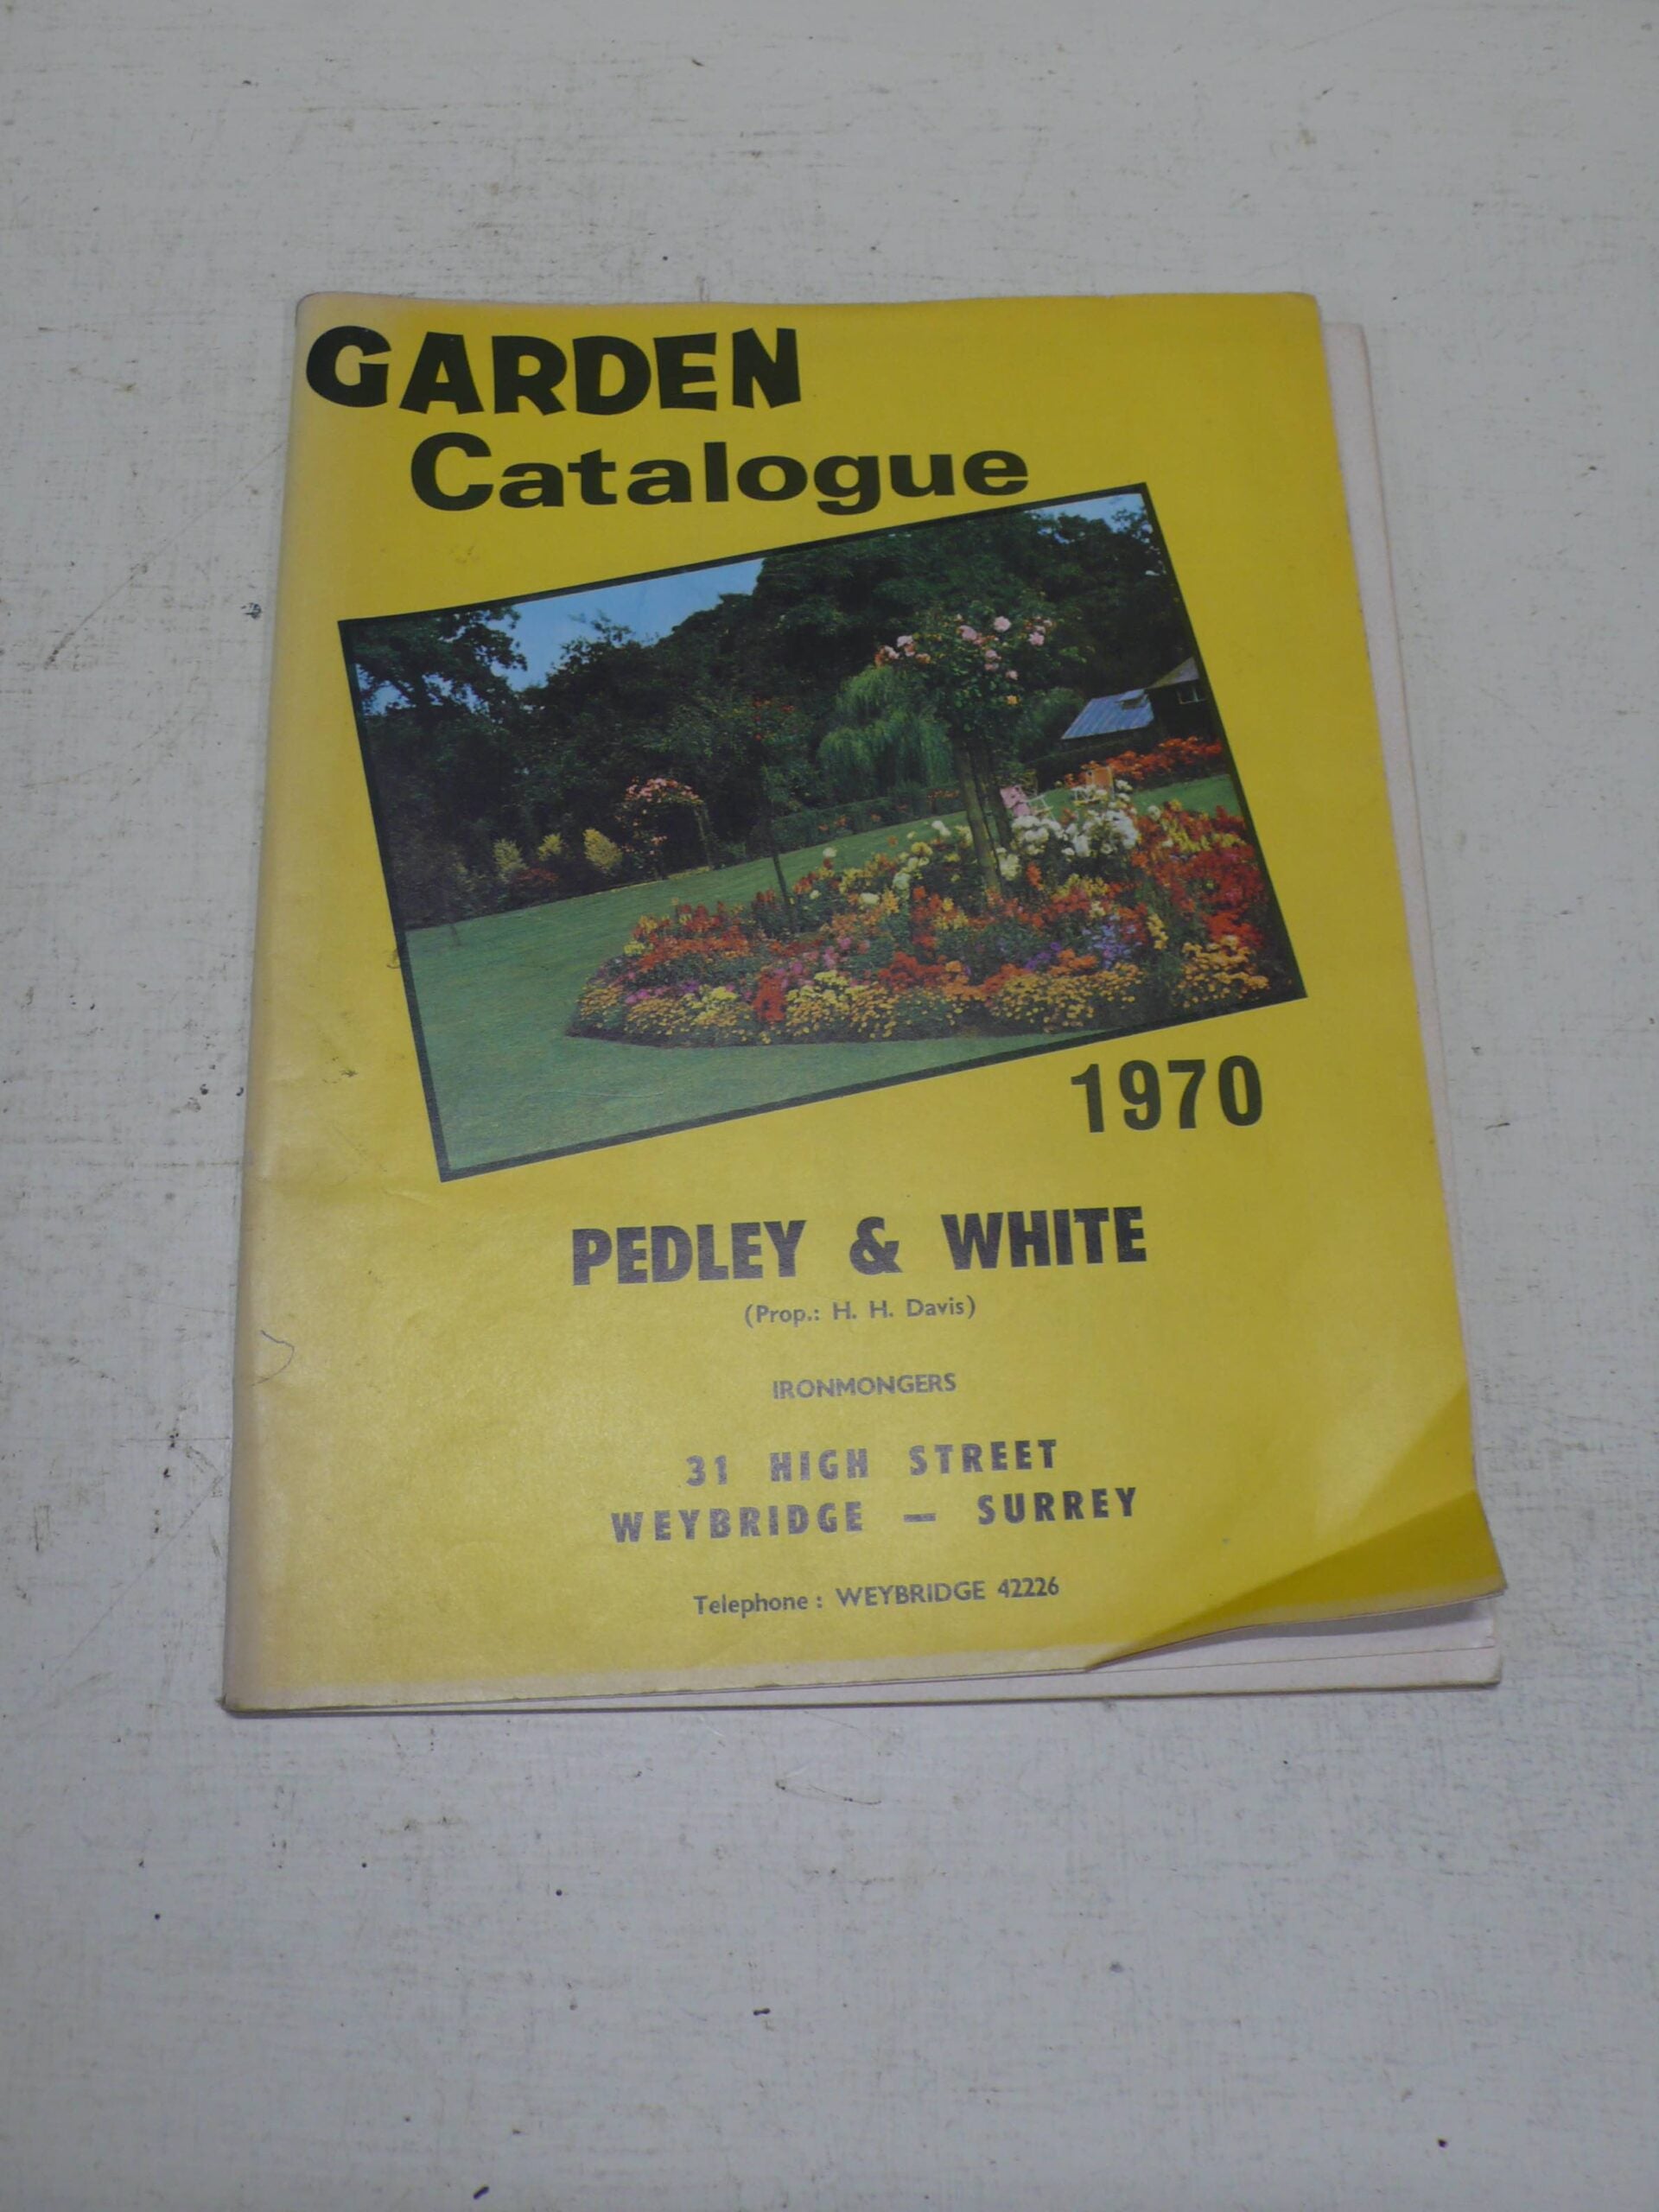 GARDEN
Catalogue
1970
PEDLEY & WHITE
(Prop.: H. H. Davis)
IRONMONGERS
31 HIGH STREET
WEYBRIDGE — SURREY
Telephone : WEYBRIDGE 42226